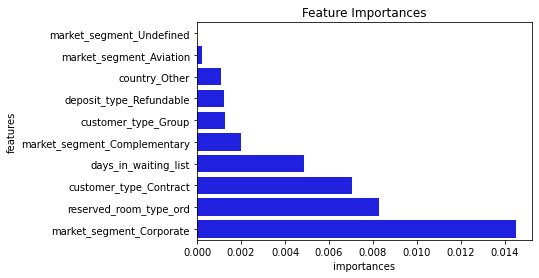 Feature Importances
market_segment_Undefined
market_segment_Aviation
country_Other
deposit_type_Refundable
customer_type_Group
market_segment_Complementary
days_in_waiting_list
customer_type_Contract
reserved_room_type_ord
market_segment_Corporate
features
0.000 0.002 0.004 0.006 0.008 0.010 0.012 0.014
importances